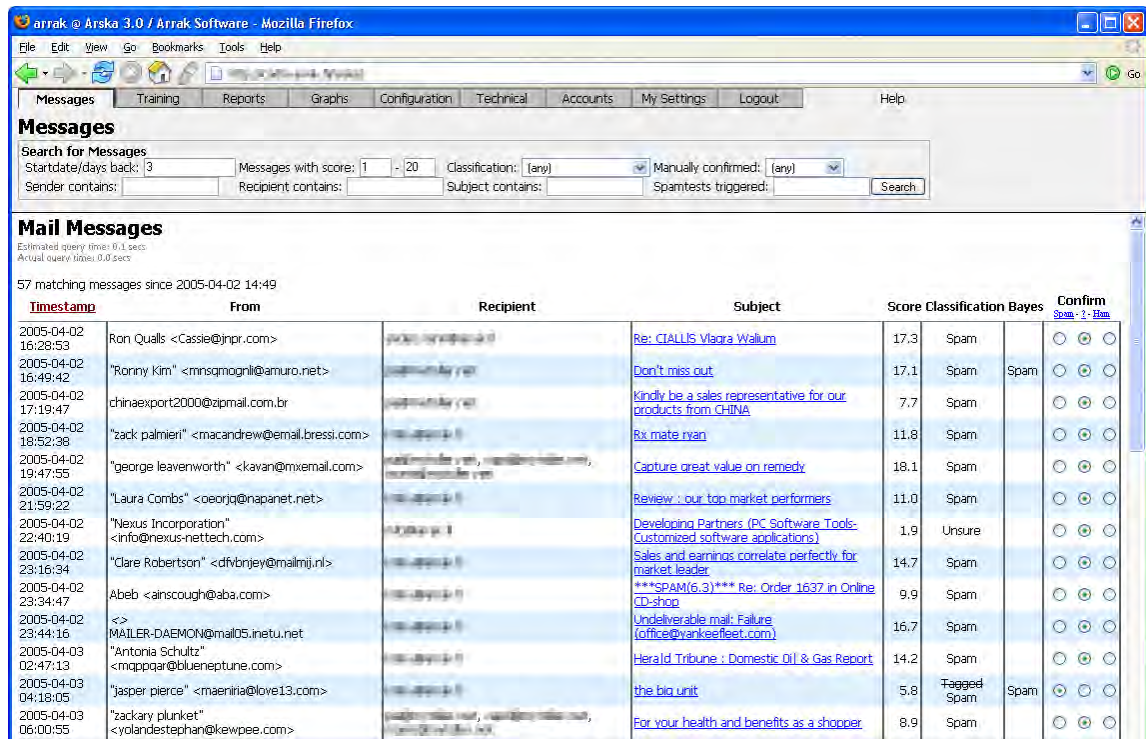 arrak @ Arska 3.0 / Arrak Software - Mozilla Firefox
File Edit View Go Bookmarks Tools Help
Go
Messages Training Reports Graphs Configuration Technical Accounts My Settings Logout Help
Messages
Search for Messages
Startdate/days back: 3 Messages with score: 1 - 20 Classification: (any) Manually confirmed: (any)
Sender contains: Recipient contains: Subject contains: Spamtests triggered: Search
Mail Messages
Estimated query time: 0.1 secs
Actual query time: 0.0 secs
57 matching messages since 2005-04-02 14:49
Timestamp From Recipient Subject Score Classification Bayes Confirm
Spam - ? - Ham
2005-04-02
16:28:53 Ron Qualls <Cassie@jnpr.com> Re: CIALLIS Vlagra Walium 17.3 Spam
2005-04-02
16:49:42 "Ronny Kim" <mnsqmognli@amuro.net> Don't miss out 17.1 Spam Spam
2005-04-02
17:19:47 chinaexport2000@zipmail.com.br Kindly be a sales representative for our
products from CHINA 7.7 Spam
2005-04-02
18:52:38 "zack palmieri" <macandrew@email.bressi.com> Rx mate ryan 11.8 Spam
2005-04-02
19:47:55 "george leavenworth" <kavan@mxemail.com> Capture great value on remedy 18.1 Spam
2005-04-02
21:59:22 "Laura Combs" <oeorjq@napanet.net> Review : our top market performers 11.0 Spam
2005-04-02
22:40:19 "Nexus Incorporation"
<info@nexus-nettech.com> Developing Partners (PC Software Tools-
Customized software applications) 1.9 Unsure
2005-04-02
23:16:34 "Clare Robertson" <dfvbnjey@mailmij.nl> Sales and earnings correlate perfectly for
market leader 14.7 Spam
2005-04-02
23:34:47 Abeb <ainscough@aba.com> ***SPAM(6.3)*** Re: Order 1637 in Online
CD-shop 9.9 Spam
2005-04-02
23:44:16 <>
MAILER-DAEMON@mail05.inetu.net Undeliverable mail: Failure
(office@yankeefleet.com) 16.7 Spam
2005-04-03
02:47:13 "Antonia Schultz"
<mqppqar@blueneptune.com> Herald Tribune : Domestic 0i| & Gas Report 14.2 Spam
2005-04-03
04:18:05 "jasper pierce" <maeniria@love13.com> the big unit 5.8 Tagged
Spam Spam
2005-04-03
06:00:55 "zackary plunket"
<yolandestephan@kewpee.com> For your health and benefits as a shopper 8.9 Spam